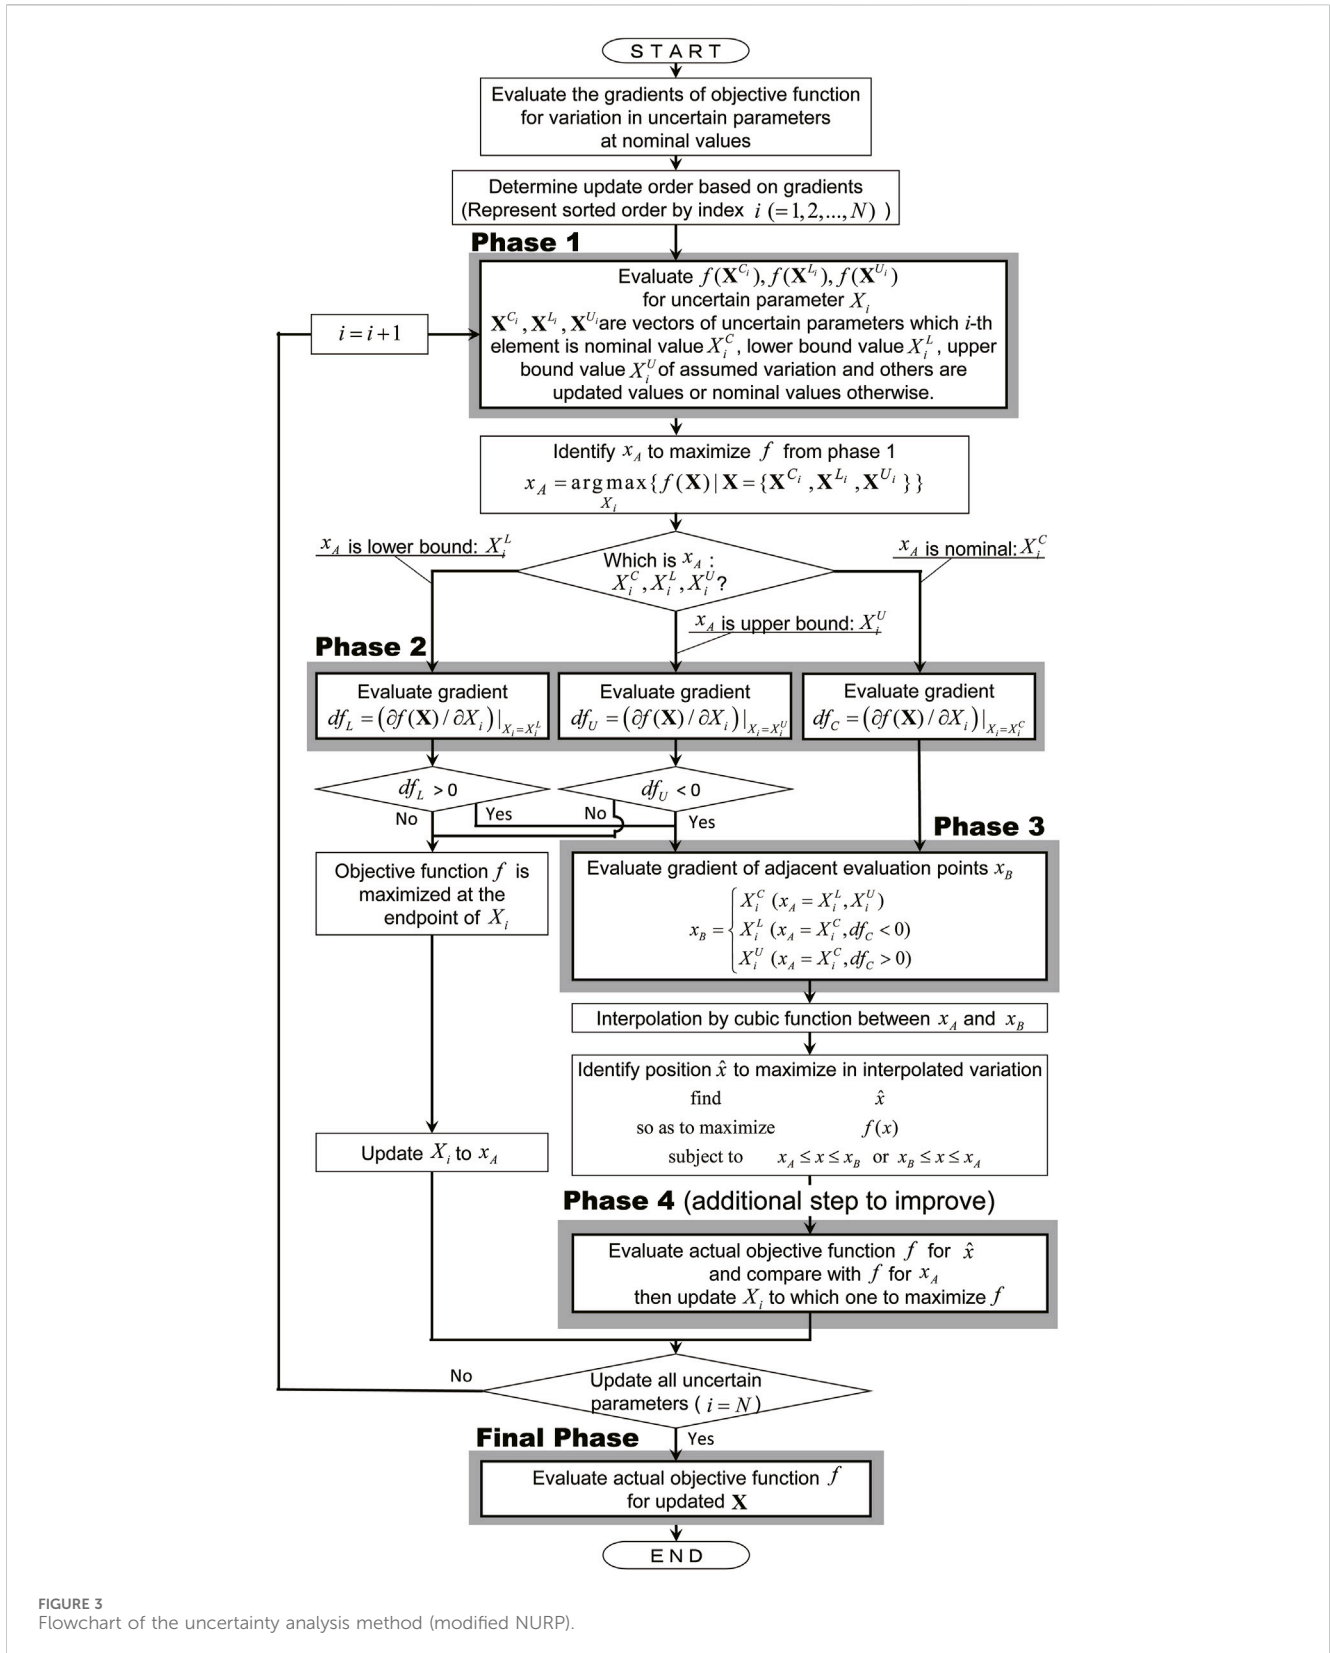 START
Evaluate the gradients of objective function
for variation in uncertain parameters
at nominal values
Determine update order based on gradients
(Represent sorted order by index i (=1,2,...,N) )
Phase 1
Evaluate f(X^{C_i}), f(X^{L_i}), f(X^{U_i})
for uncertain parameter X_i
X^{C_i}, X^{L_i}, X^{U_i} are vectors of uncertain parameters which i-th
element is nominal value X_i^C, lower bound value X_i^L, upper
bound value X_i^U of assumed variation and others are
updated values or nominal values otherwise.
i = i+1
Identify x_A to maximize f from phase 1
x_A = arg max{f(X) | X = {X^{C_i}, X^{L_i}, X^{U_i}}}
X_i
x_A is lower bound: X_i^L
x_A is nominal: X_i^C
Which is x_A :
X_i^C, X_i^L, X_i^U?
x_A is upper bound: X_i^U
Phase 2
Evaluate gradient
df_L = (∂f(X)/∂X_i)|_{X_i=X_i^L}
Evaluate gradient
df_U = (∂f(X)/∂X_i)|_{X_i=X_i^U}
Evaluate gradient
df_C = (∂f(X)/∂X_i)|_{X_i=X_i^C}
df_L > 0
df_U < 0
No
Yes
No
Yes
Phase 3
Objective function f is
maximized at the
endpoint of X_i
Evaluate gradient of adjacent evaluation points x_B
X_i^C (x_A = X_i^L, X_i^U)
x_B = { X_i^L (x_A = X_i^C, df_C < 0)
X_i^U (x_A = X_i^C, df_C > 0)
Interpolation by cubic function between x_A and x_B
Identify position x̂ to maximize in interpolated variation
find x̂
so as to maximize f(x)
subject to x_A ≤ x ≤ x_B or x_B ≤ x ≤ x_A
Update X_i to x_A
Phase 4 (additional step to improve)
Evaluate actual objective function f for x̂
and compare with f for x_A
then update X_i to which one to maximize f
No
Update all uncertain
parameters ( i = N)
Final Phase
Yes
Evaluate actual objective function f
for updated X
END
FIGURE 3
Flowchart of the uncertainty analysis method (modified NURP).